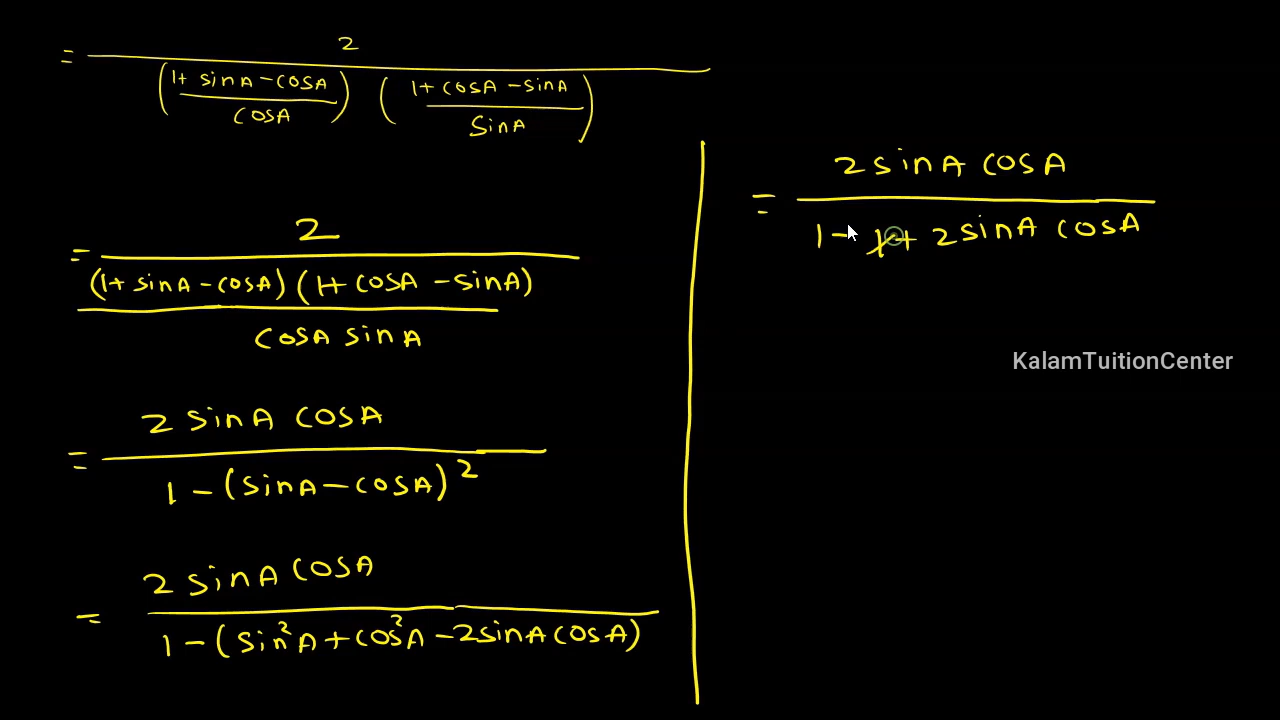 2
= ─────────────
(1+ sinA - cosA / cosA) (1+ cosA - sinA / sinA)
2
= ─────────────
(1+ sinA - cosA) (1+ cosA - sinA)
cosA sinA
2 sinA cosA
= ─────────────
1 - (sinA - cosA)²
2 sinA cosA
= ─────────────
1 - (sin²A + cos²A - 2sinA cosA)
2 sinA cosA
= ─────────────
1 - 1 + 2 sinA cosA
KalamTuitionCenter